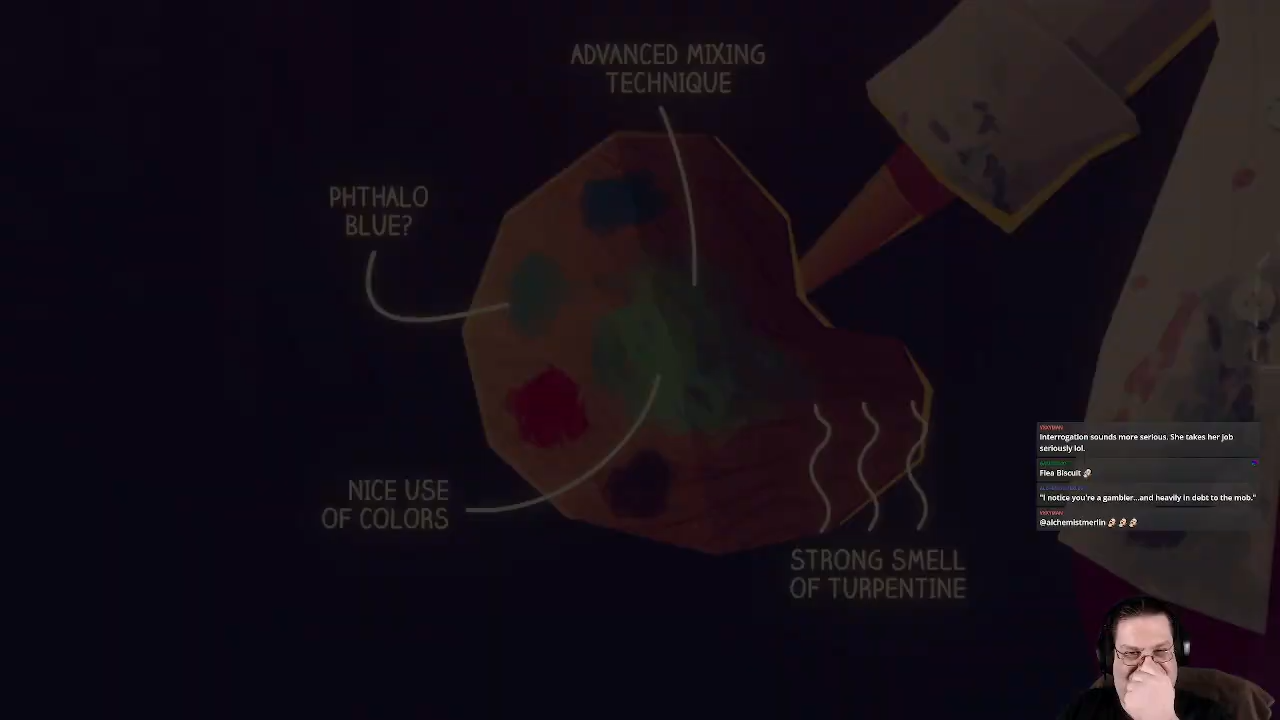 ADVANCED MIXING
TECHNIQUE
PHTHALO
BLUE?
NICE USE
OF COLORS
STRONG SMELL
OF TURPENTINE
Interrogation sounds more serious. She takes her job
seriously lol.
Flea Biscuit
"I notice you're a gambler...and heavily in debt to the mob."
@alchemistmerlin